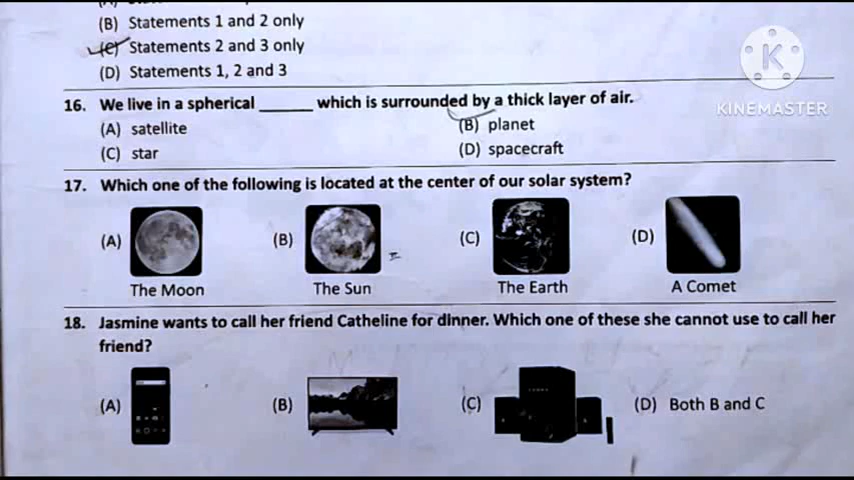 (B) Statements 1 and 2 only
(C) Statements 2 and 3 only
(D) Statements 1, 2 and 3
K
KINEMASTER
16. We live in a spherical ______ which is surrounded by a thick layer of air.
(A) satellite (B) planet
(C) star (D) spacecraft
17. Which one of the following is located at the center of our solar system?
(A) (B) (C) (D)
The Moon The Sun The Earth A Comet
18. Jasmine wants to call her friend Catheline for dinner. Which one of these she cannot use to call her
friend?
(A) (B) (C) (D) Both B and C